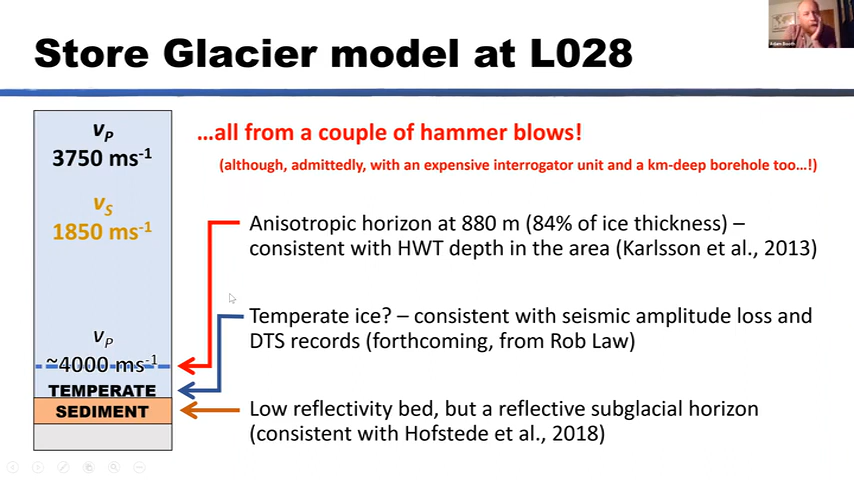 Store Glacier model at L028
Adam Booth
vP
3750 ms-1
vS
1850 ms-1
vP
~4000 ms-1
TEMPERATE
SEDIMENT
…all from a couple of hammer blows!
(although, admittedly, with an expensive interrogator unit and a km-deep borehole too…!)
Anisotropic horizon at 880 m (84% of ice thickness) –
consistent with HWT depth in the area (Karlsson et al., 2013)
Temperate ice? – consistent with seismic amplitude loss and
DTS records (forthcoming, from Rob Law)
Low reflectivity bed, but a reflective subglacial horizon
(consistent with Hofstede et al., 2018)